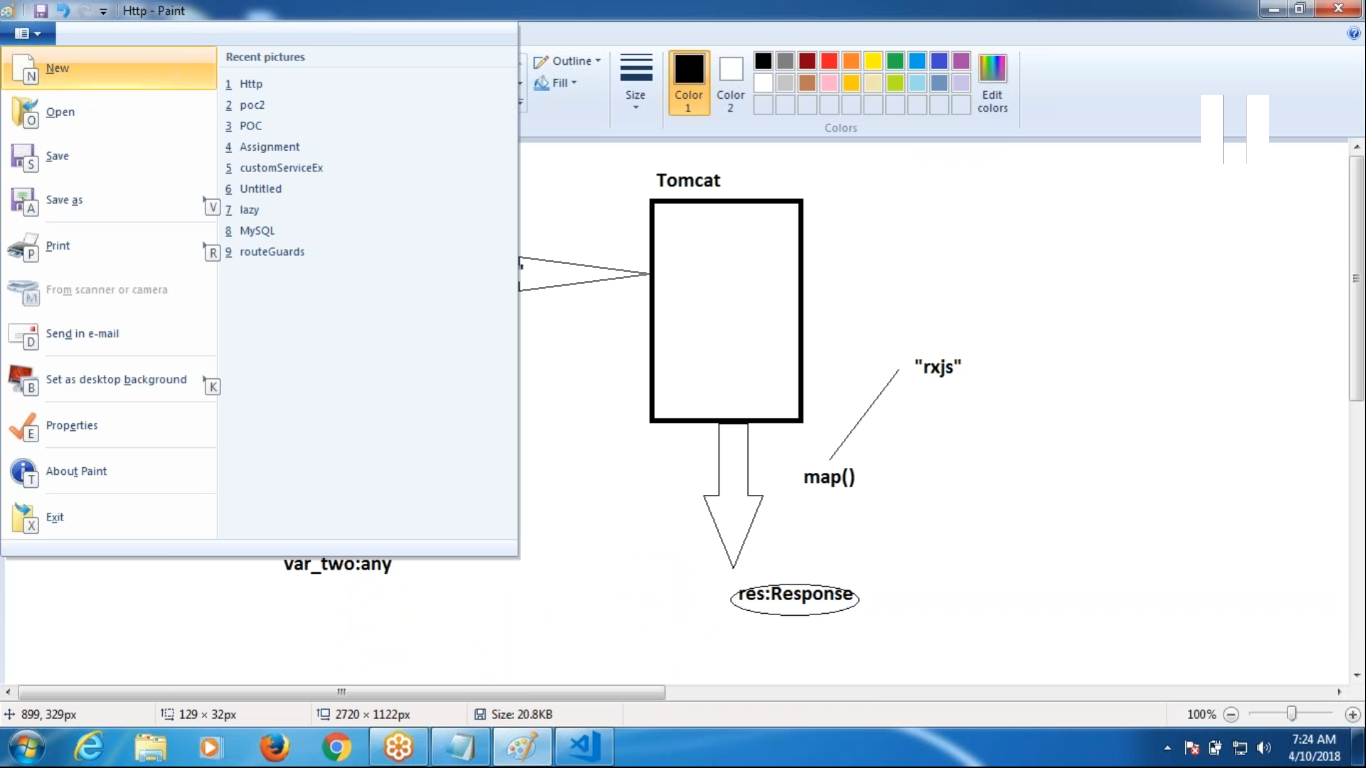 Http - Paint
New
N
Open
O
Save
S
Save as
A
V
Print
P
R
From scanner or camera
M
Send in e-mail
D
Set as desktop background
B
K
Properties
E
About Paint
T
Exit
X
Recent pictures
1 Http
2 poc2
3 POC
4 Assignment
5 customServiceEx
6 Untitled
7 lazy
8 MySQL
9 routeGuards
Outline
Fill
Size
Color 1
Color 2
Edit colors
Colors
Tomcat
"rxjs"
map()
var_two:any
res:Response
899, 329px
129 × 32px
2720 × 1122px
Size: 20.8KB
100%
7:24 AM
4/10/2018